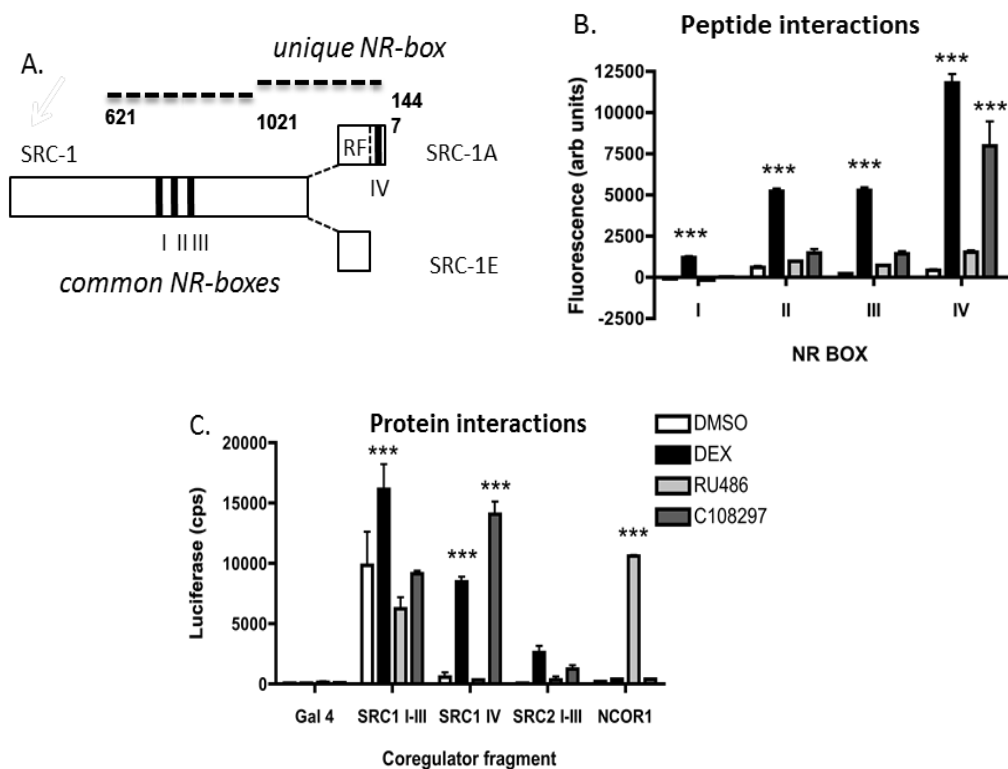 A.
unique NR-box
621
1021
144
7
SRC-1
RF
SRC-1A
IV
I II III
SRC-1E
common NR-boxes
B.
Peptide interactions
Fluorescence (arb units)
12500
10000
7500
5000
2500
0
-2500
***
***
***
***
***
I II III IV
NR BOX
C.
Protein interactions
Luciferase (cps)
20000
15000
10000
5000
0
***
***
***
***
Gal 4 SRC1 I-III SRC1 IV SRC2 I-III NCOR1
Coregulator fragment
DMSO
DEX
RU486
C108297